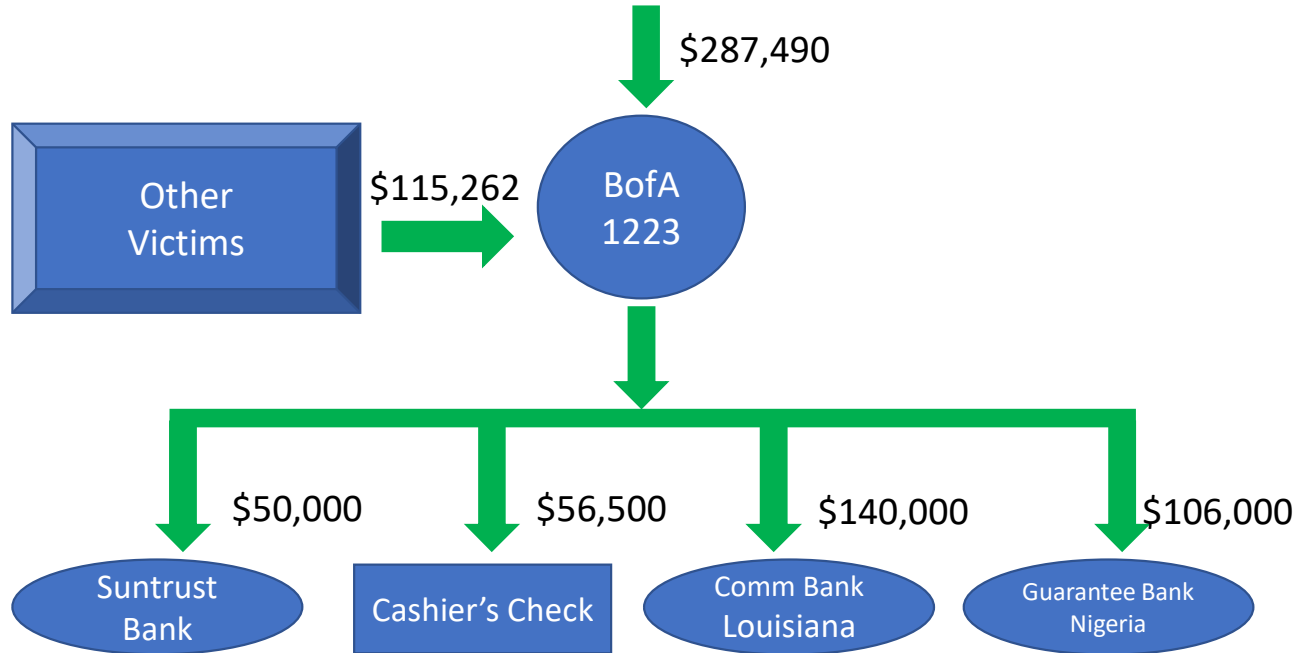 $287,490
Other
Victims
$115,262
BofA
1223
$50,000
$56,500
$140,000
$106,000
Suntrust
Bank
Cashier’s Check
Comm Bank
Louisiana
Guarantee Bank
Nigeria